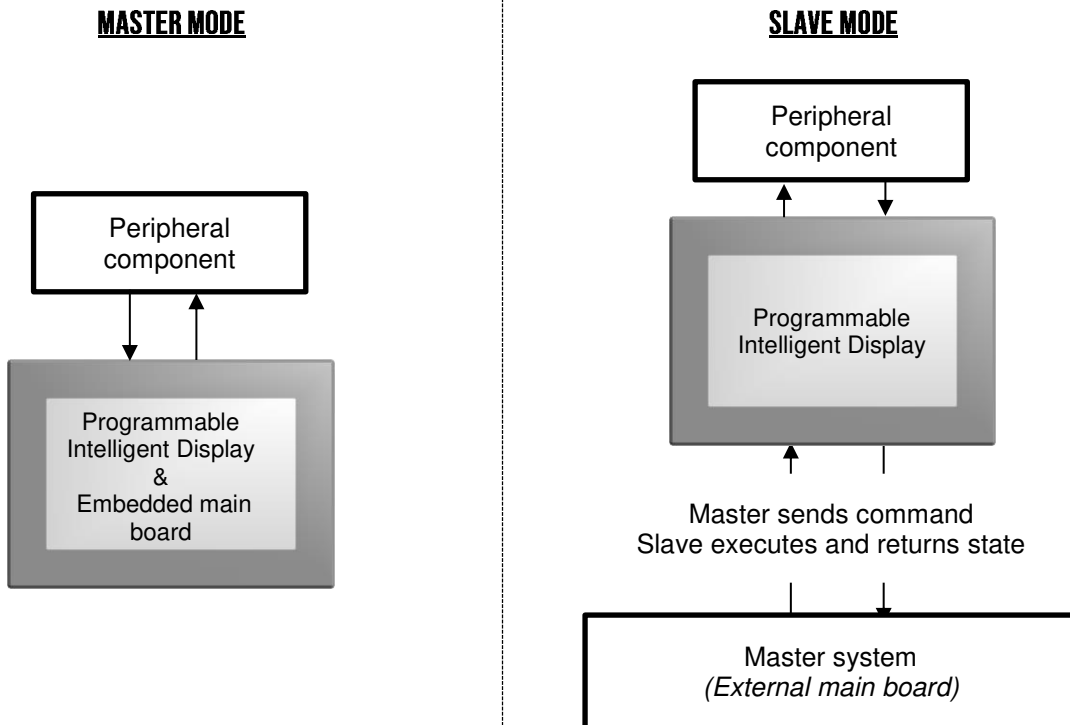 MASTER MODE
Peripheral
component
Programmable
Intelligent Display
&
Embedded main
board
SLAVE MODE
Peripheral
component
Programmable
Intelligent Display
Master sends command
Slave executes and returns state
Master system
(External main board)